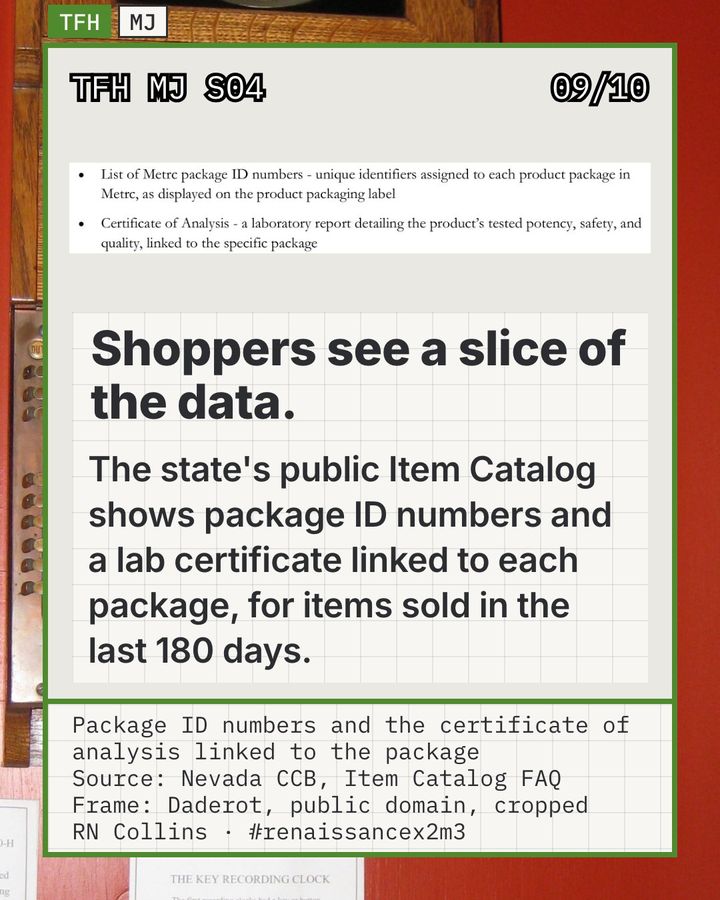 TFH MJ
TFH MJ S04 09/10
• List of Metrc package ID numbers - unique identifiers assigned to each product package in
Metrc, as displayed on the product packaging label
• Certificate of Analysis - a laboratory report detailing the product's tested potency, safety, and
quality, linked to the specific package
Shoppers see a slice of
the data.
The state's public Item Catalog
shows package ID numbers and
a lab certificate linked to each
package, for items sold in the
last 180 days.
Package ID numbers and the certificate of
analysis linked to the package
Source: Nevada CCB, Item Catalog FAQ
Frame: Daderot, public domain, cropped
RN Collins · #renaissancex2m3
THE KEY RECORDING CLOCK